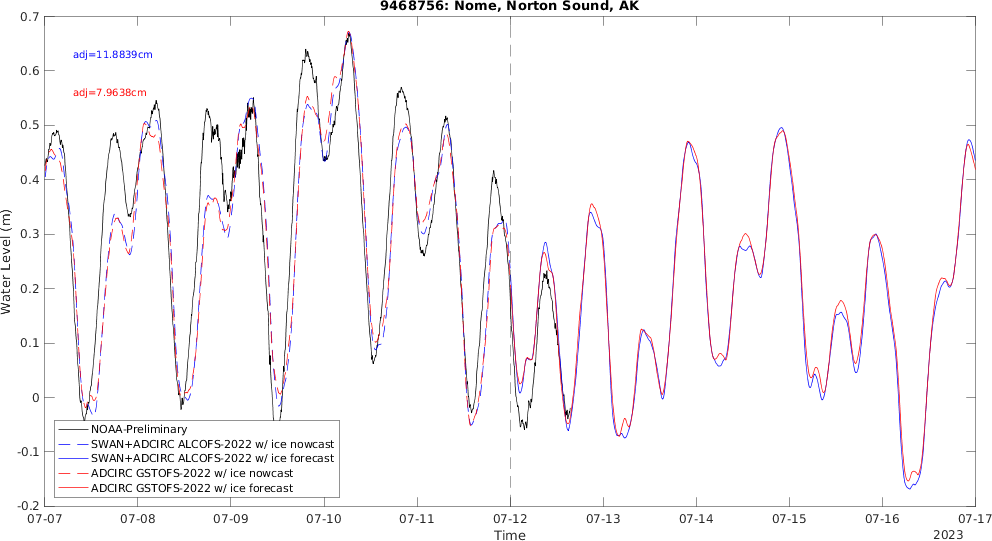 9468756: Nome, Norton Sound, AK
0.7
0.6
0.5
0.4
0.3
0.2
0.1
0
-0.1
-0.2
Water Level (m)
adj=11.8839cm
adj=7.9638cm
NOAA-Preliminary
SWAN+ADCIRC ALCOFS-2022 w/ ice nowcast
SWAN+ADCIRC ALCOFS-2022 w/ ice forecast
ADCIRC GSTOFS-2022 w/ ice nowcast
ADCIRC GSTOFS-2022 w/ ice forecast
07-07 07-08 07-09 07-10 07-11 07-12 07-13 07-14 07-15 07-16 07-17
Time
2023